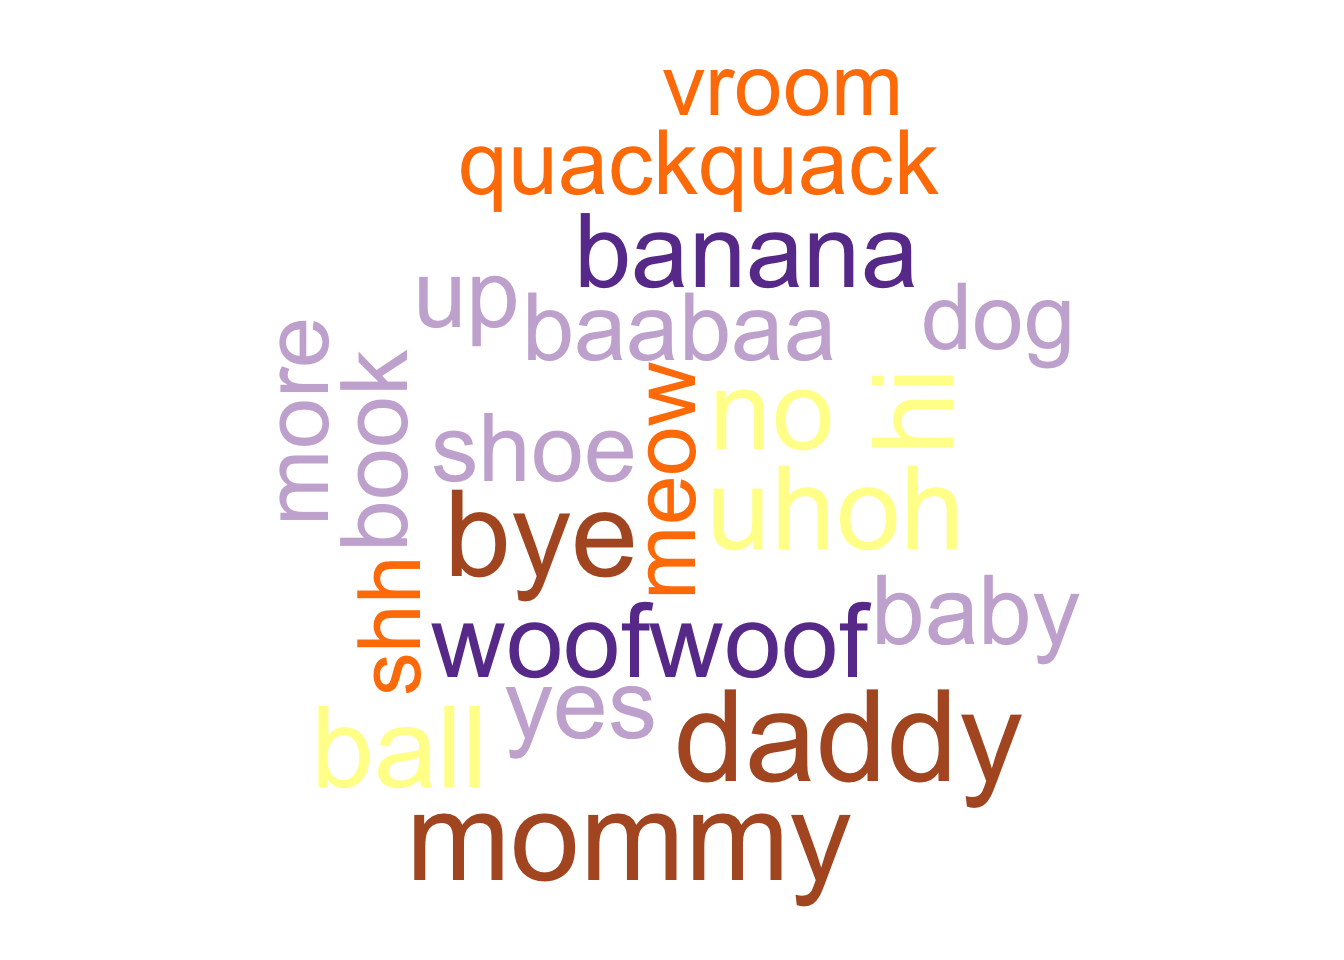 vroom
quackquack
banana
up
baabaa
dog
more
book
shoe
meow
no
hi
bye
uhoh
shh
woofwoof
baby
ball
yes
daddy
mommy